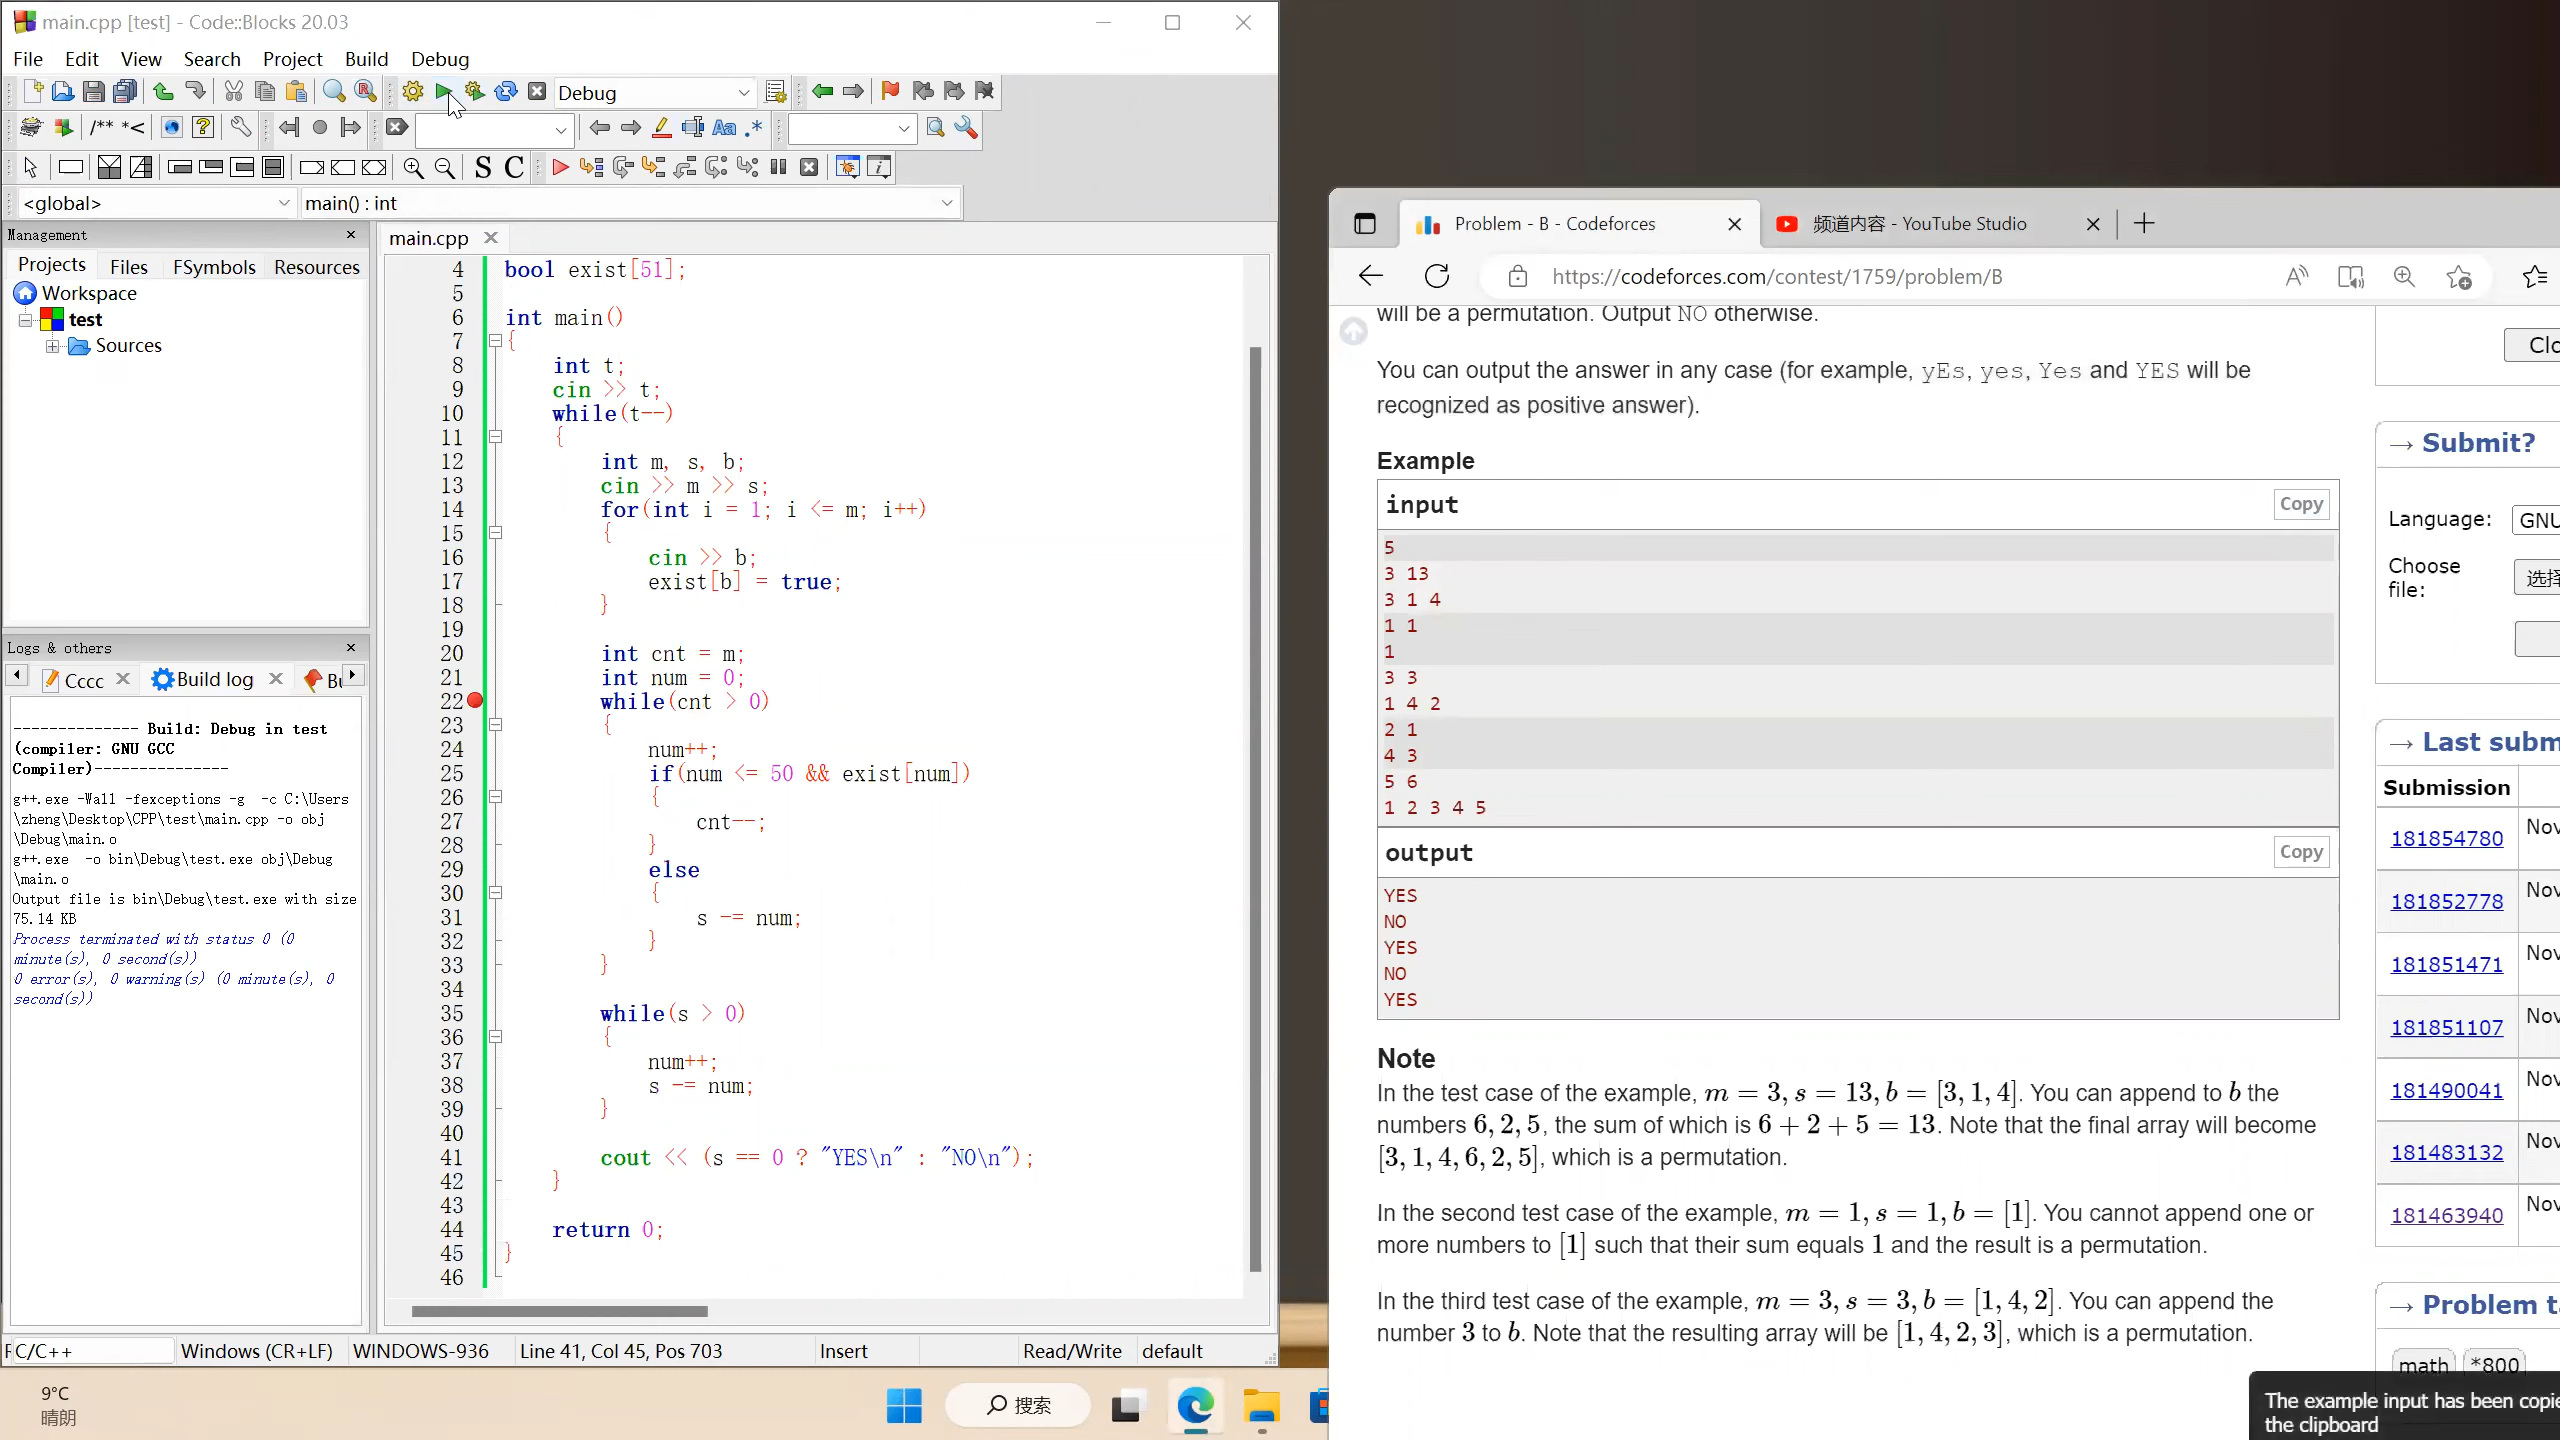 main.cpp [test] - Code::Blocks 20.03
File Edit View Search Project Build Debug
Debug
/** *<
Aa .*
S C
<global> main() : int
Management
Projects Files FSymbols Resources
Workspace
test
Sources
Logs & others
Cccc Build log
-------------- Build: Debug in test
(compiler: GNU GCC
Compiler)---------------
g++.exe -Wall -fexceptions -g  -c C:\Users
\zheng\Desktop\CPP\test\main.cpp -o obj
\Debug\main.o
g++.exe  -o bin\Debug\test.exe obj\Debug
\main.o
Output file is bin\Debug\test.exe with size
75.14 KB
Process terminated with status 0 (0
minute(s), 0 second(s))
0 error(s), 0 warning(s) (0 minute(s), 0
second(s))
main.cpp
4 bool exist[51];
5
6 int main()
7 {
8 int t;
9 cin >> t;
10 while(t--)
11 {
12 int m, s, b;
13 cin >> m >> s;
14 for(int i = 1; i <= m; i++)
15 {
16 cin >> b;
17 exist[b] = true;
18 }
19
20 int cnt = m;
21 int num = 0;
22 while(cnt > 0)
23 {
24 num++;
25 if(num <= 50 && exist[num])
26 {
27 cnt--;
28 }
29 else
30 {
31 s -= num;
32 }
33 }
34
35 while(s > 0)
36 {
37 num++;
38 s -= num;
39 }
40
41 cout << (s == 0 ? "YES\n" : "NO\n");
42 }
43
44 return 0;
45 }
46
C/C++ Windows (CR+LF) WINDOWS-936 Line 41, Col 45, Pos 703 Insert Read/Write default
9°C
晴朗
搜索
Problem - B - Codeforces 频道内容 - YouTube Studio
https://codeforces.com/contest/1759/problem/B
will be a permutation. Output NO otherwise.
You can output the answer in any case (for example, yEs, yes, Yes and YES will be
recognized as positive answer).
Example
input Copy
5
3 13
3 1 4
1 1
1
3 3
1 4 2
2 1
4 3
5 6
1 2 3 4 5
output Copy
YES
NO
YES
NO
YES
Note
In the test case of the example, m = 3, s = 13, b = [3, 1, 4]. You can append to b the
numbers 6, 2, 5, the sum of which is 6 + 2 + 5 = 13. Note that the final array will become
[3, 1, 4, 6, 2, 5], which is a permutation.
In the second test case of the example, m = 1, s = 1, b = [1]. You cannot append one or
more numbers to [1] such that their sum equals 1 and the result is a permutation.
In the third test case of the example, m = 3, s = 3, b = [1, 4, 2]. You can append the
number 3 to b. Note that the resulting array will be [1, 4, 2, 3], which is a permutation.
→ Submit?
Language: GNU
Choose
file:
→ Last subm
Submission
181854780 Nov
181852778 Nov
181851471 Nov
181851107 Nov
181490041 Nov
181483132 Nov
181463940 Nov
→ Problem t
math *800
The example input has been copie
the clipboard